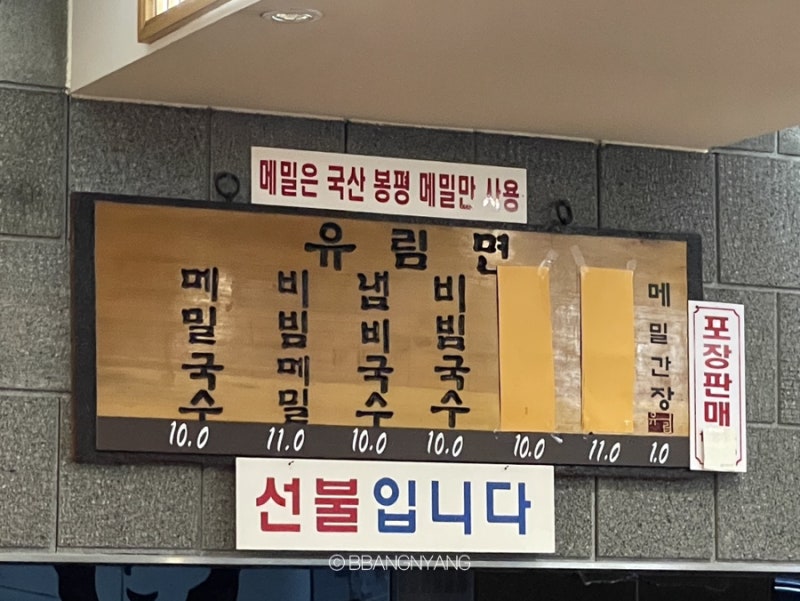 메밀은 국산 봉평 메밀만 사용
유림면
메밀국수
비빔메밀
냄비국수
비빔국수
메밀간장
유림
10.0
11.0
10.0
10.0
10.0
11.0
1.0
포장판매
선불입니다
© BBANGNYANG